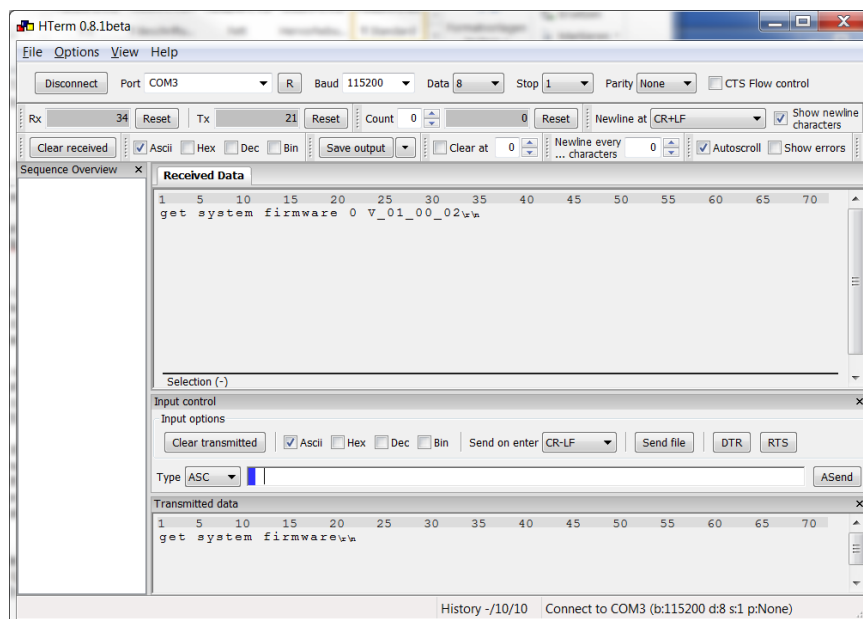 HTerm 0.8.1beta
File Options View Help
Disconnect Port COM3 R Baud 115200 Data 8 Stop 1 Parity None CTS Flow control
Rx 34 Reset Tx 21 Reset Count 0 0 Reset Newline at CR+LF Show newline characters
Clear received Ascii Hex Dec Bin Save output Clear at 0 Newline every ... characters 0 Autoscroll Show errors
Sequence Overview x Received Data
1 5 10 15 20 25 30 35 40 45 50 55 60 65 70
get system firmware 0 V_01_00_02\r\n
Selection (-)
Input control x
Input options
Clear transmitted Ascii Hex Dec Bin Send on enter CR-LF Send file DTR RTS
Type ASC ASend
Transmitted data x
1 5 10 15 20 25 30 35 40 45 50 55 60 65 70
get system firmware\r\n
History -/10/10 Connect to COM3 (b:115200 d:8 s:1 p:None)